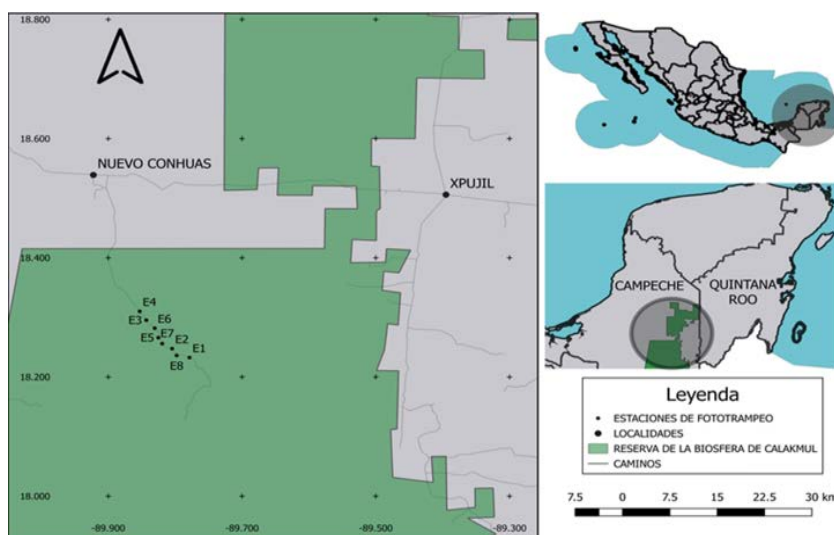 18.800
18.600
NUEVO CONHUAS
XPUJIL
18.400
E4
E3
E6
E7
E5
E2
E1
E8
18.200
18.000
-89.900
-89.700
-89.500
-89.300
CAMPECHE
QUINTANA
ROO
Leyenda
ESTACIONES DE FOTOTRAMPEO
LOCALIDADES
RESERVA DE LA BIOSFERA DE CALAKMUL
CAMINOS
7.5 0 7.5 15 22.5 30 km